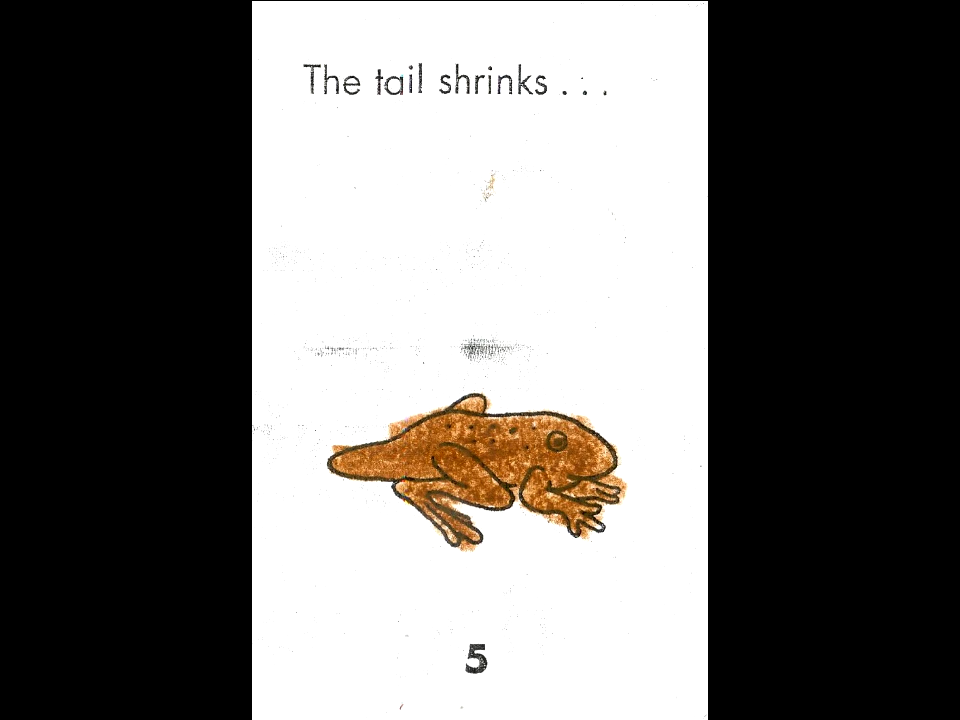 The tail shrinks . . .
5